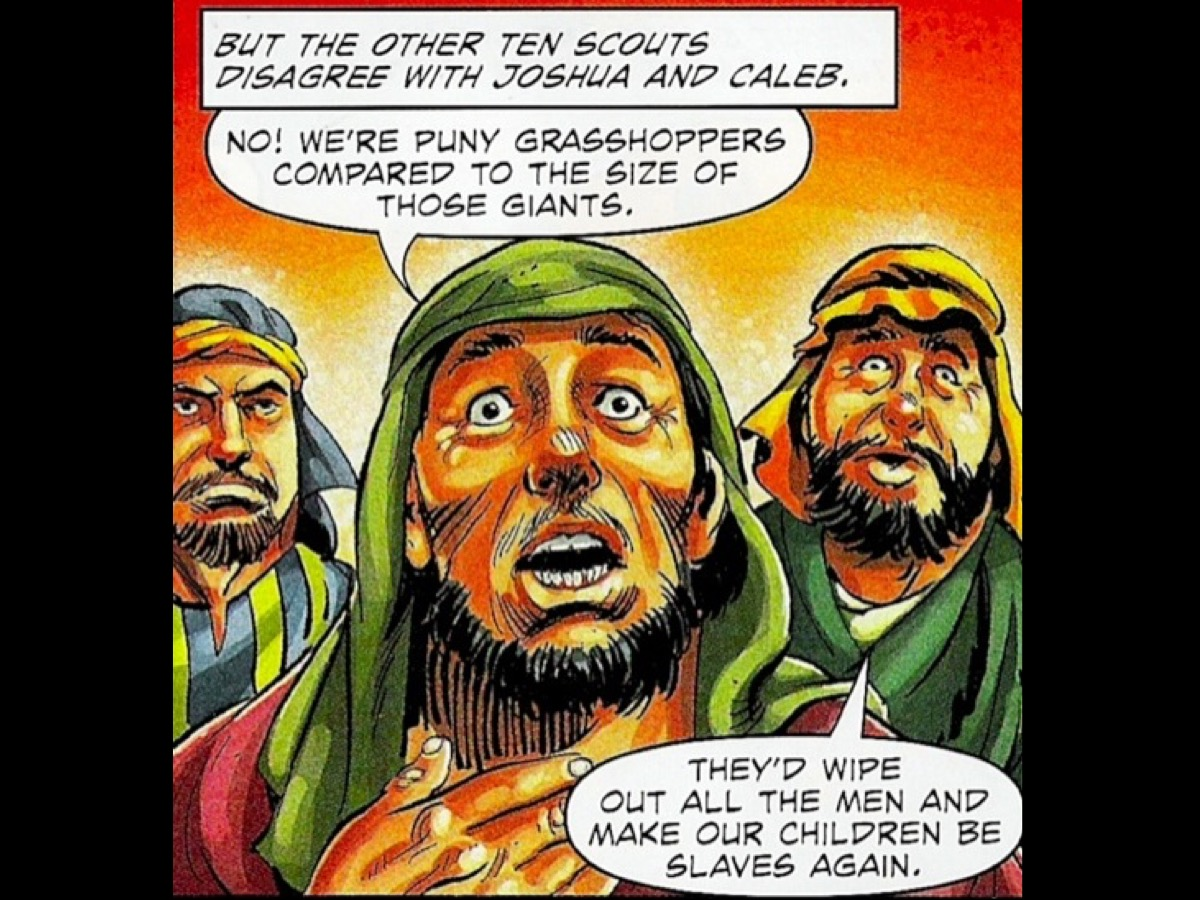 BUT THE OTHER TEN SCOUTS
DISAGREE WITH JOSHUA AND CALEB.
NO! WE'RE PUNY GRASSHOPPERS
COMPARED TO THE SIZE OF
THOSE GIANTS.
THEY'D WIPE
OUT ALL THE MEN AND
MAKE OUR CHILDREN BE
SLAVES AGAIN.